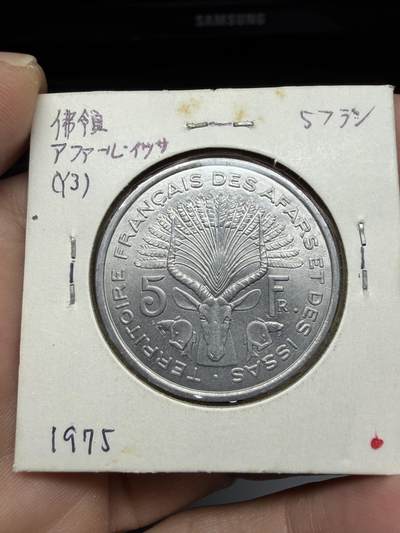 SAMSUNG
佛領
5フラン
アファール・イッサ
(Y3)
TERRITOIRE FRANÇAIS DES AFARS ET DES ISSAS ·
5 FR.
1975